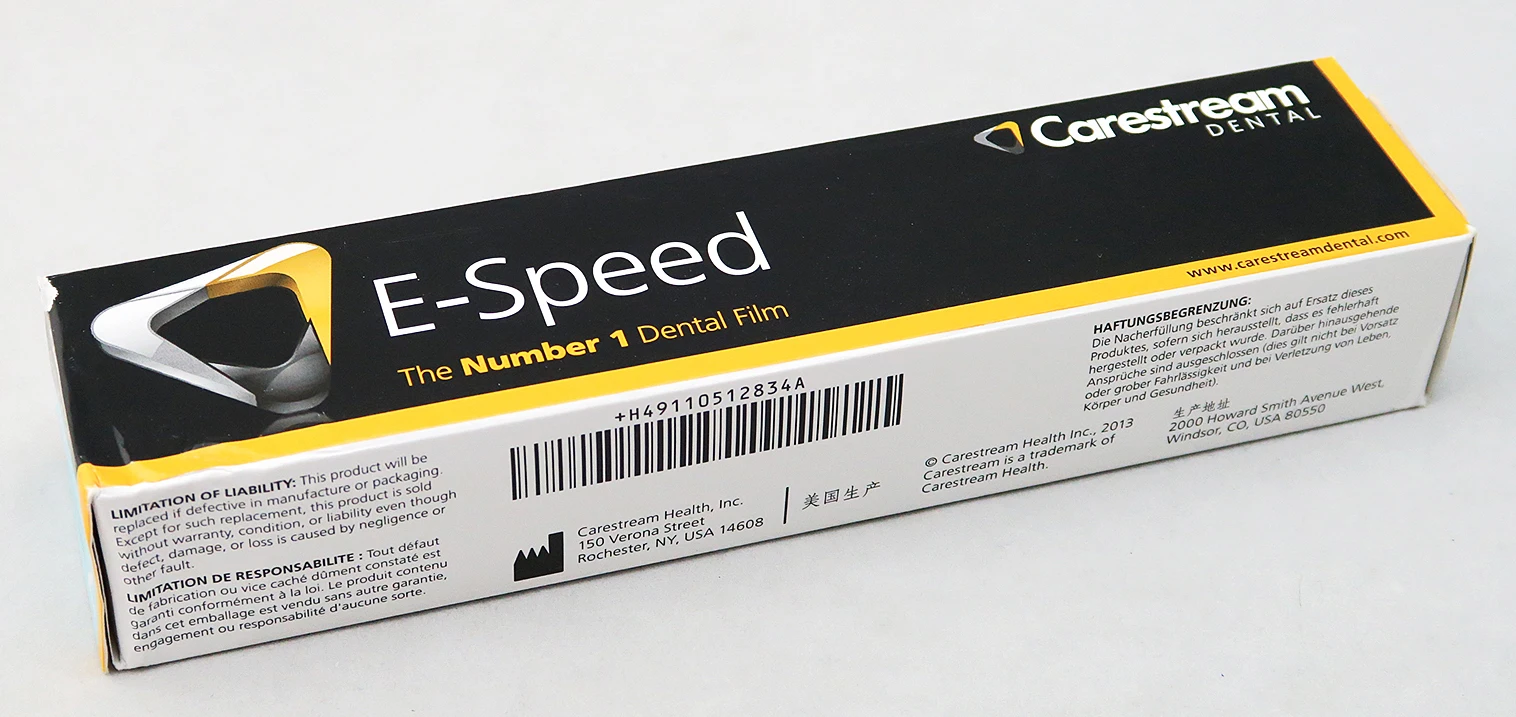 Carestream
DENTAL
E-Speed
The Number 1 Dental Film
www.carestreamdental.com
LIMITATION OF LIABILITY: This product will be
replaced if defective in manufacture or packaging.
Except for such replacement, this product is sold
without warranty, condition, or liability even though
defect, damage, or loss is caused by negligence or
other fault.
LIMITATION DE RESPONSABILITE : Tout défaut
de fabrication ou vice caché dûment constaté est
garanti conformément à la loi. Le produit contenu
dans cet emballage est vendu sans autre garantie,
engagement ou responsabilité d'aucune sorte.
+H49110512834A
Carestream Health, Inc.
150 Verona Street
Rochester, NY, USA 14608
美国生产
© Carestream Health Inc., 2013
Carestream is a trademark of
Carestream Health.
HAFTUNGSBEGRENZUNG:
Die Nacherfüllung beschränkt sich auf Ersatz dieses
Produktes, sofern sich herausstellt, dass es fehlerhaft
hergestellt oder verpackt wurde. Darüber hinausgehende
Ansprüche sind ausgeschlossen (dies gilt nicht bei Vorsatz
oder grober Fahrlässigkeit und bei Verletzung von Leben,
Körper und Gesundheit).
生产地址
2000 Howard Smith Avenue West,
Windsor, CO, USA 80550